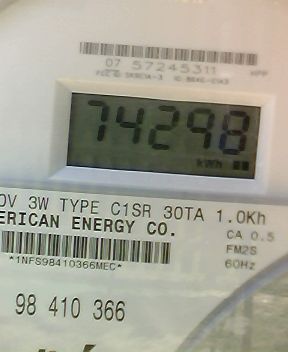 07 57245311
74298
kWh
0V 3W TYPE C1SR 30TA 1.0Kh
ERICAN ENERGY CO.
CA 0.5
FM2S
60Hz
*1NFS98410366MEC*
98 410 366